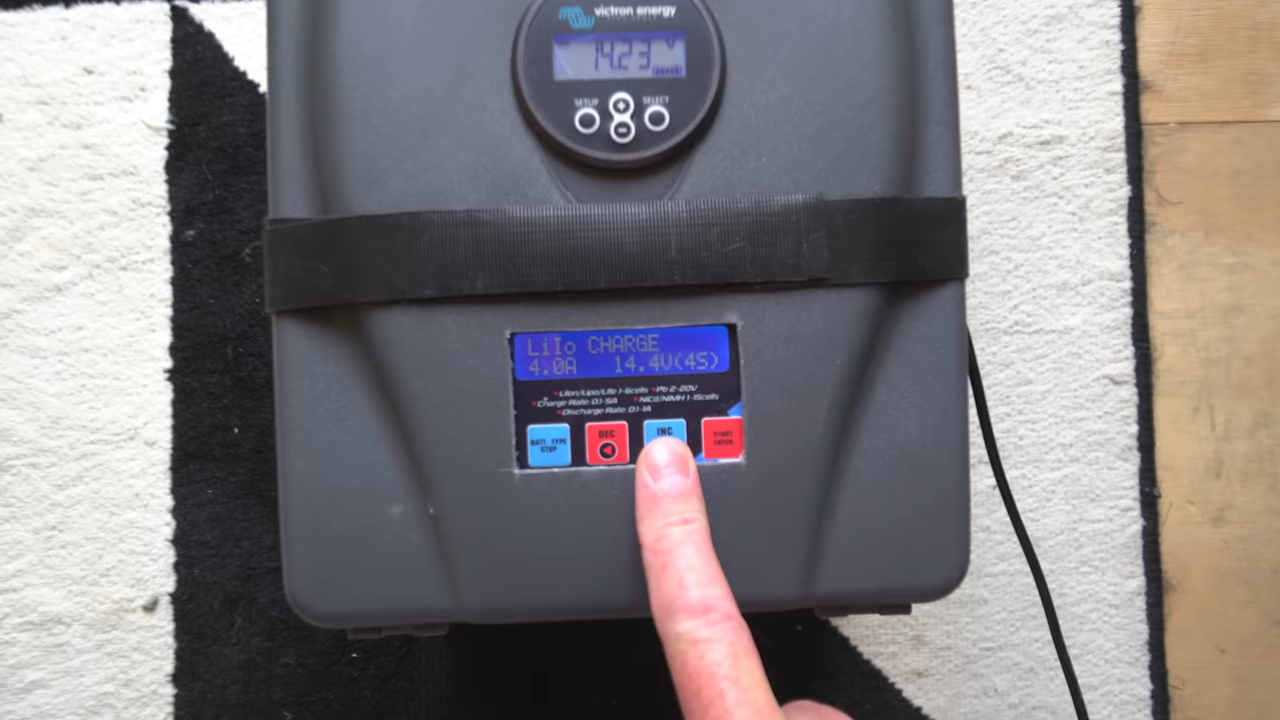 victron energy
14.23 V
SETUP
SELECT
+
-
LiIo CHARGE
4.0A 14.4V(4S)
LiIon/Lipo/Life 1-6cells Pb 2-20V
Charge Rate: 0.1-5A NiCd/NiMH 1-15cells
Discharge Rate: 0.1-1A
BATT. TYPE
STOP
DEC
INC
START
ENTER